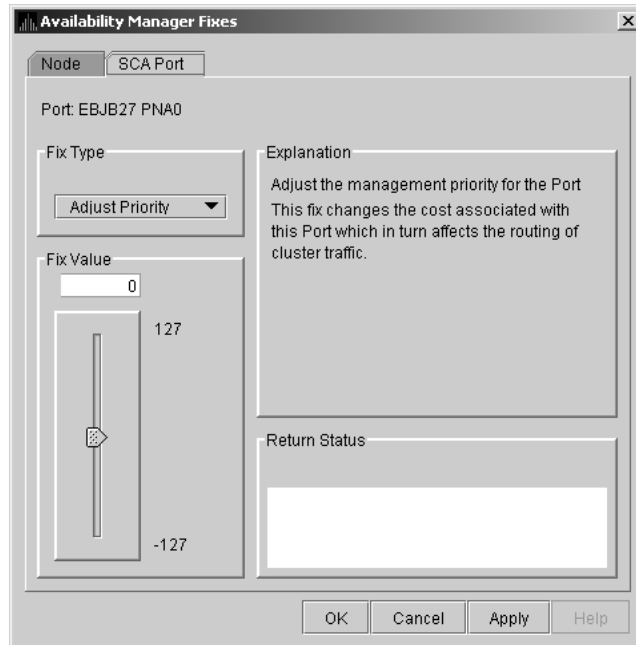 Availability Manager Fixes
Node
SCA Port
Port: EBJB27 PNA0
Fix Type
Adjust Priority
Fix Value
0
127
-127
Explanation
Adjust the management priority for the Port
This fix changes the cost associated with
this Port which in turn affects the routing of
cluster traffic.
Return Status
OK
Cancel
Apply
Help